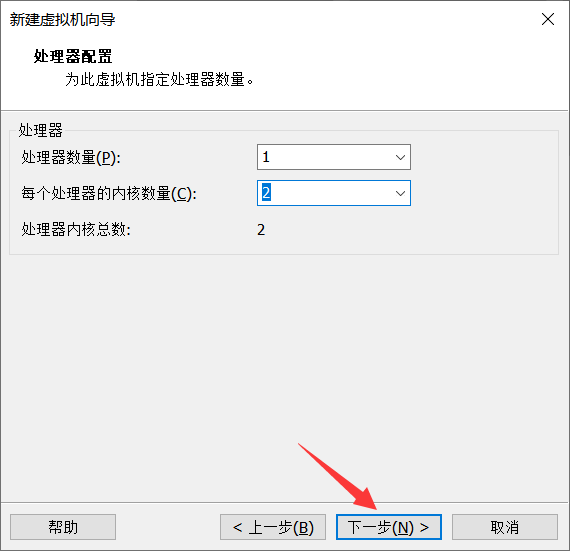 新建虚拟机向导
处理器配置
为此虚拟机指定处理器数量。
处理器
处理器数量(P): 1
每个处理器的内核数量(C): 2
处理器内核总数: 2
帮助 < 上一步(B) 下一步(N) > 取消